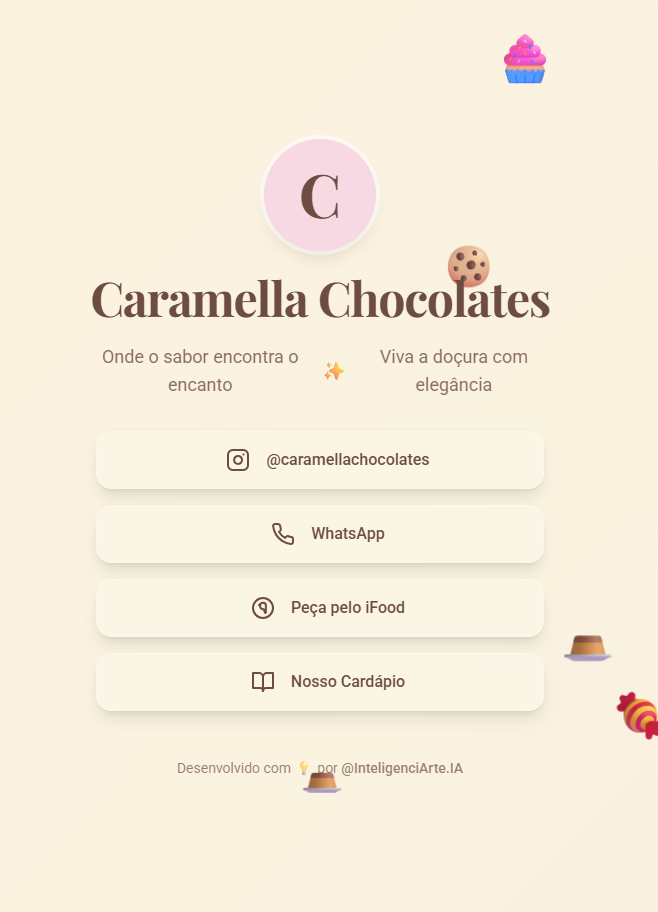 C
Caramella Chocolates
Onde o sabor encontra o
encanto
✨
Viva a doçura com
elegância
@caramellachocolates
WhatsApp
Peça pelo iFood
Nosso Cardápio
Desenvolvido com 💡 por @InteligenciArte.IA